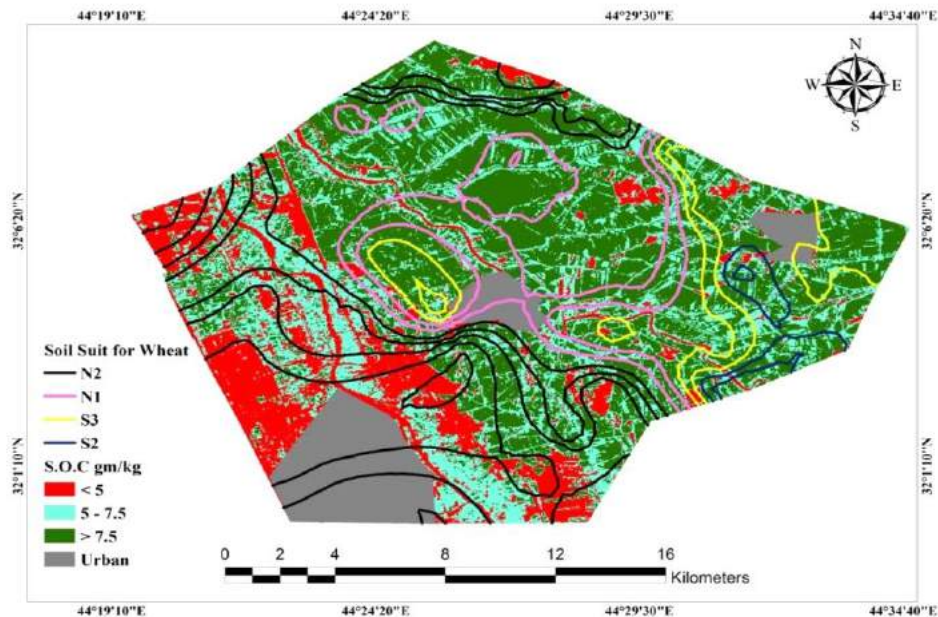 44°19'10"E 44°24'20"E 44°29'30"E 44°34'40"E
N
W E
S
32°6'20"N 32°6'20"N
Soil Suit for Wheat
N2
N1
S3
S2
S.O.C gm/kg
< 5
5 - 7.5
> 7.5
Urban
32°1'10"N 32°1'10"N
0 2 4 8 12 16
Kilometers
44°19'10"E 44°24'20"E 44°29'30"E 44°34'40"E